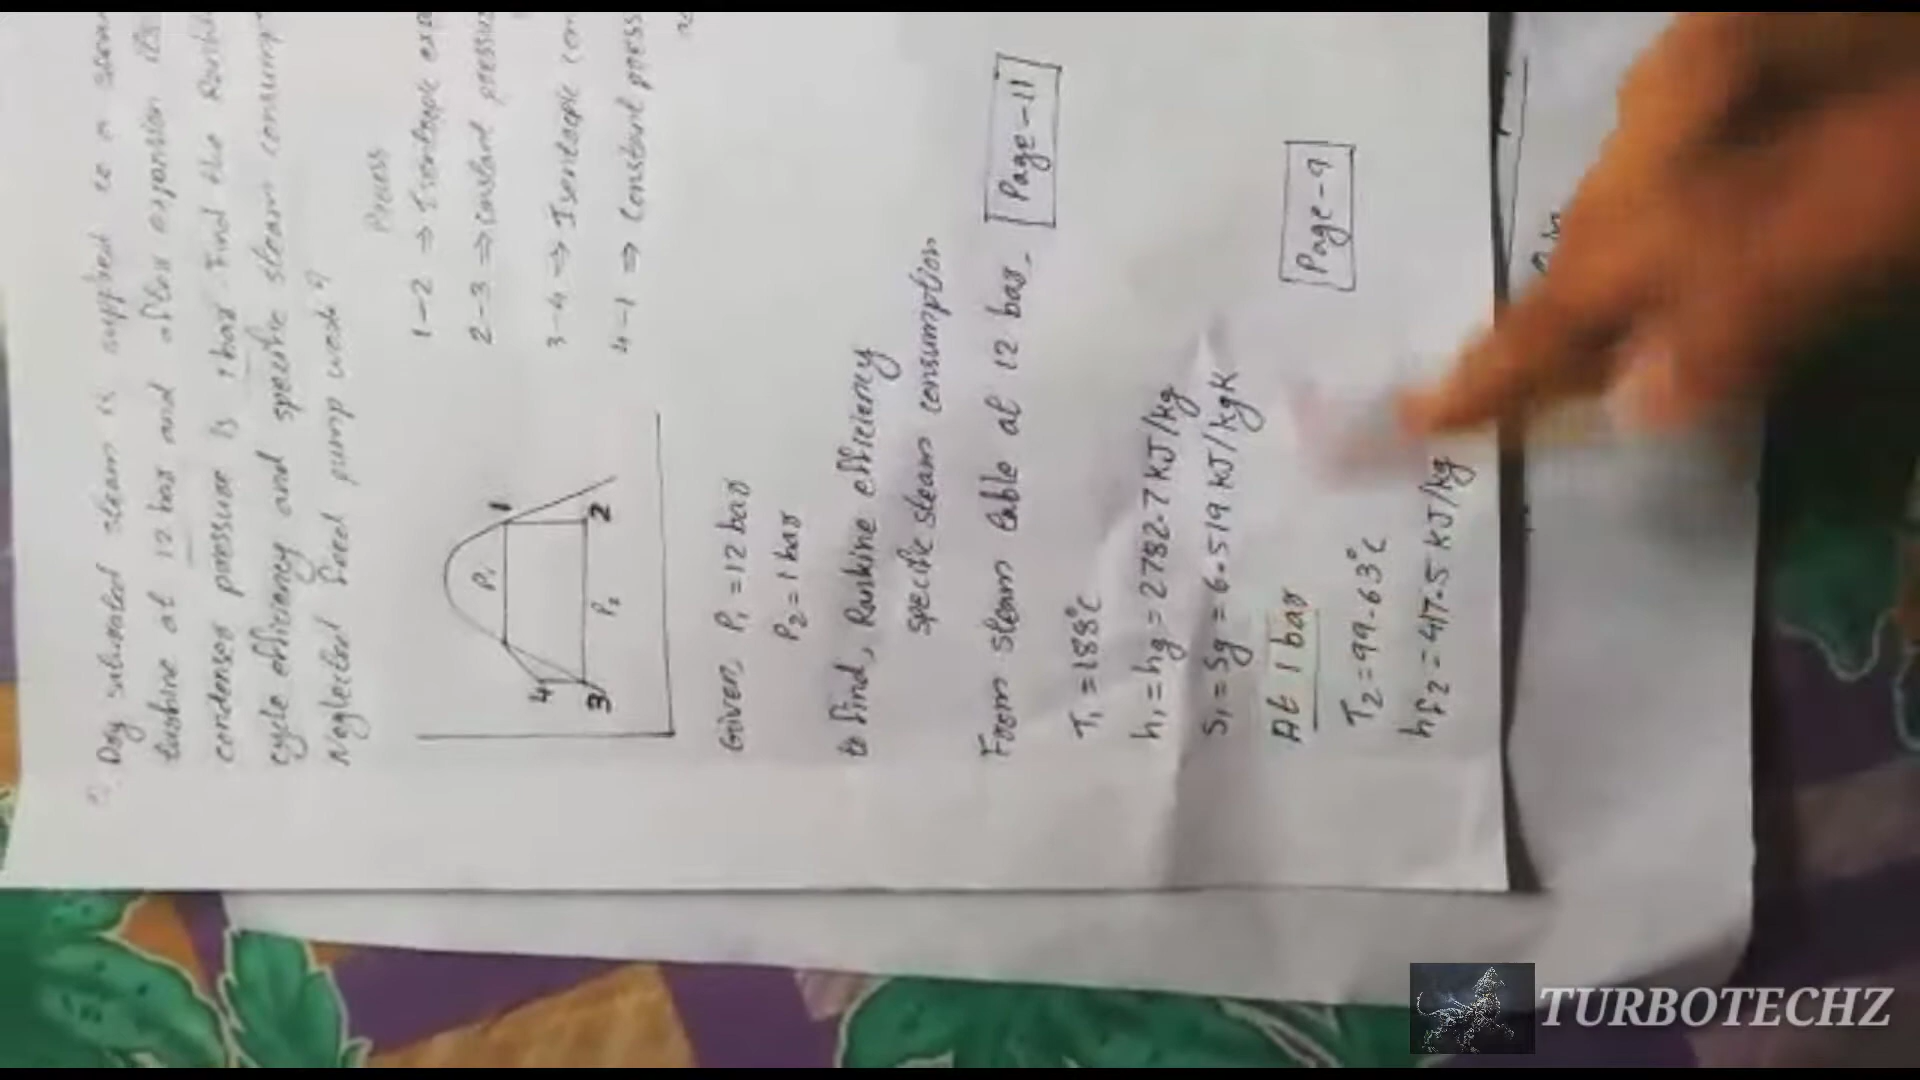 Dry saturated steam is supplied to a steam
turbine at 12 bar and after expansion its
condenser pressure is 1 bar. Find the Rankine
cycle efficiency and specific steam consump
Neglected feed pump work?
Process
1-2 ⇒ Isentropic exp
2-3 ⇒ constant pressu
3-4 ⇒ Isentropic com
4-1 ⇒ Constant press
4
P₁
1
3
P₂
2
Given, P₁ = 12 bar
P₂ = 1 bar
to find, Rankine efficiency
specific steam consumption
From steam table at 12 bar. Page-11
T₁ = 188°C
h₁ = hg = 2782.7 KJ/kg
S₁ = Sg = 6.519 KJ/kgK
At 1 bar
Page-9
T₂ = 99.63°C
hf₂ = 417.5 KJ/kg
TURBOTECHZ